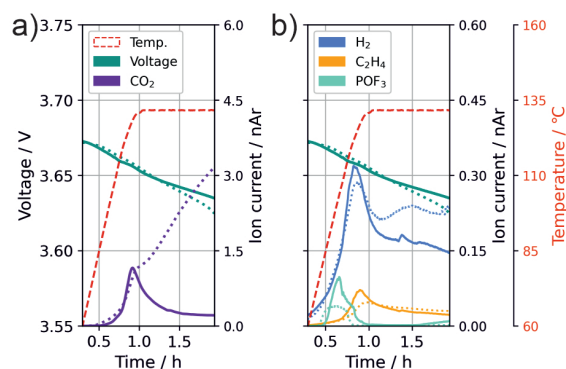 a)
3.75
3.70
3.65
3.60
3.55
Voltage / V
Temp.
Voltage
CO₂
6.0
4.5
3.0
1.5
0.0
Ion current / nAr
0.5 1.0 1.5
Time / h
b)
H₂
C₂H₄
POF₃
0.60
0.45
0.30
0.15
0.00
Ion current / nAr
0.5 1.0 1.5
Time / h
160
135
110
85
60
Temperature / °C